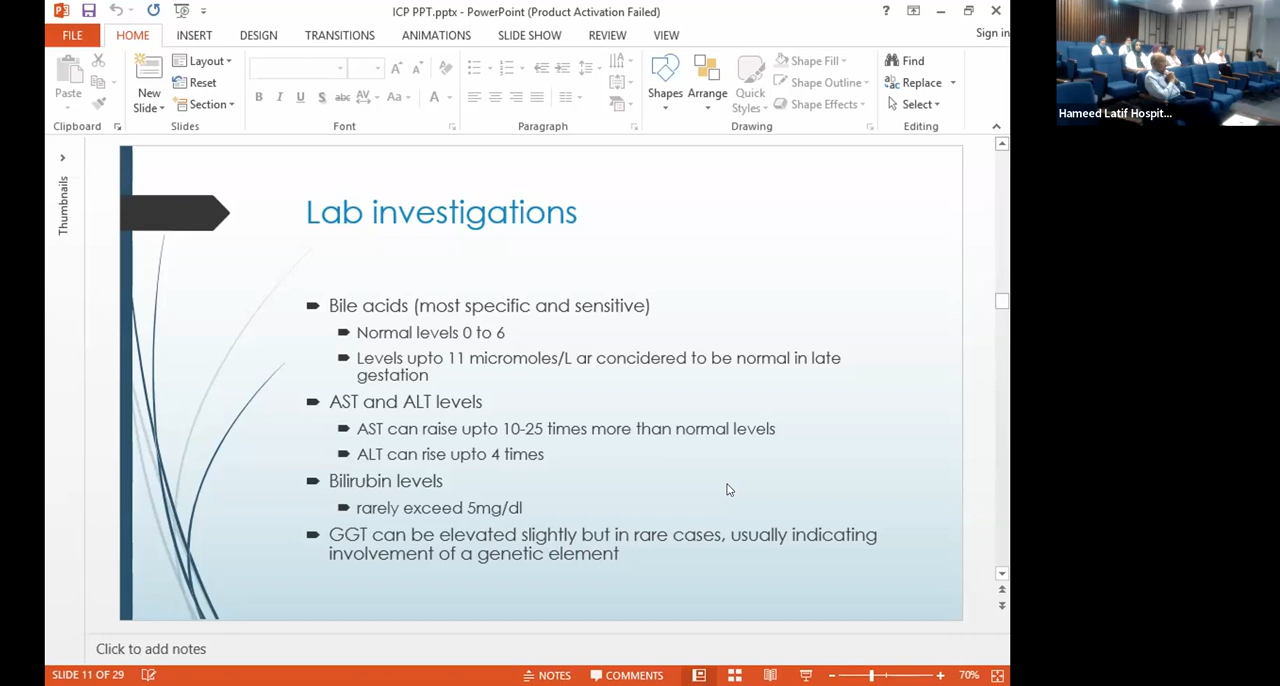 ICP PPT.pptx - PowerPoint (Product Activation Failed)
FILE HOME INSERT DESIGN TRANSITIONS ANIMATIONS SLIDE SHOW REVIEW VIEW Sign in
Paste
New Slide
Layout
Reset
Section
B I U S abc AV Aa A
Shapes
Arrange
Quick Styles
Shape Fill
Shape Outline
Shape Effects
Find
Replace
Select
Clipboard Slides Font Paragraph Drawing Editing
Thumbnails
Hameed Latif Hospit...
Lab investigations
Bile acids (most specific and sensitive)
Normal levels 0 to 6
Levels upto 11 micromoles/L ar concidered to be normal in late
gestation
AST and ALT levels
AST can raise upto 10-25 times more than normal levels
ALT can rise upto 4 times
Bilirubin levels
rarely exceed 5mg/dl
GGT can be elevated slightly but in rare cases, usually indicating
involvement of a genetic element
Click to add notes
SLIDE 11 OF 29 NOTES COMMENTS 70%